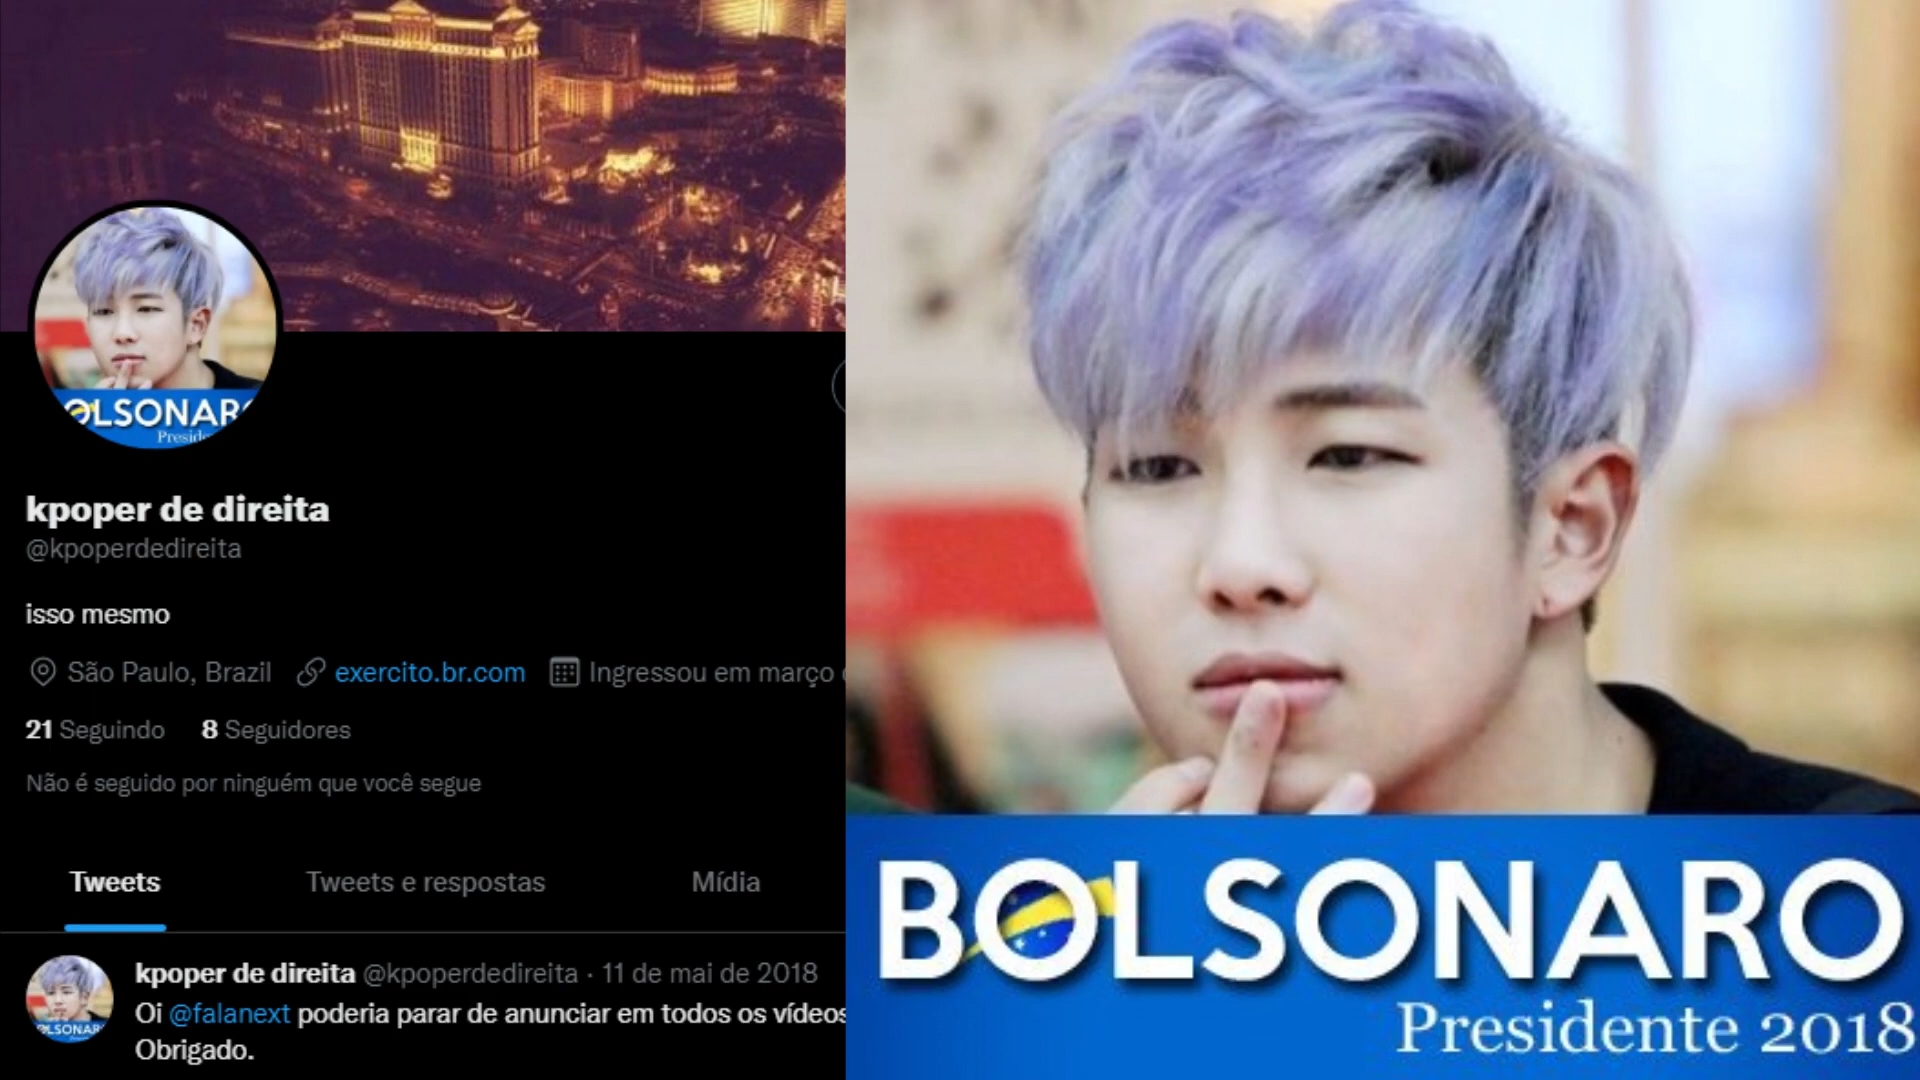 OLSONAR
Presid
kpoper de direita
@kpoperdedireita
isso mesmo
São Paulo, Brazil exercito.br.com Ingressou em março
21 Seguindo 8 Seguidores
Não é seguido por ninguém que você segue
Tweets Tweets e respostas Mídia
OLSONAR
kpoper de direita @kpoperdedireita · 11 de mai de 2018
Oi @falanext poderia parar de anunciar em todos os vídeos
Obrigado.
BOLSONARO
Presidente 2018